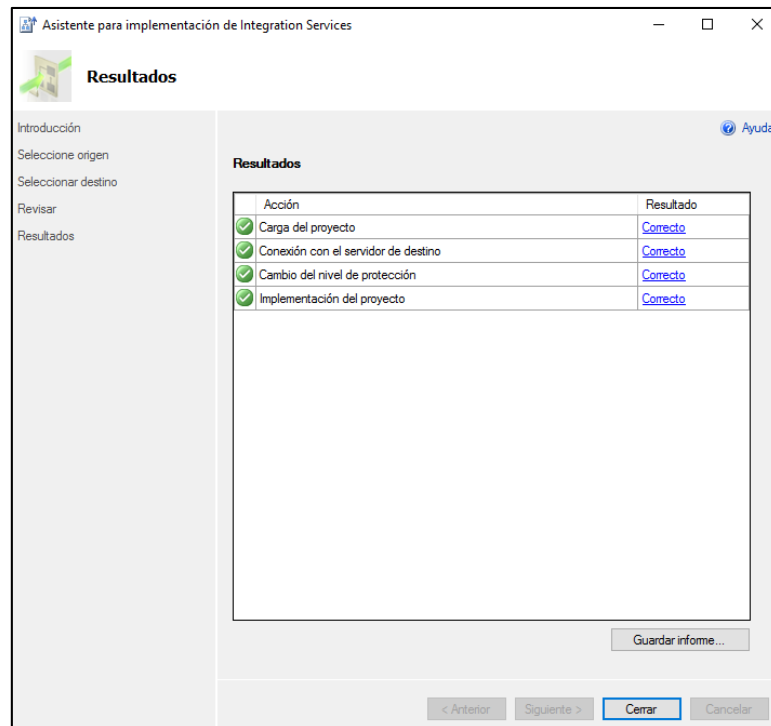 Asistente para implementación de Integration Services
Resultados
Introducción
Seleccione origen
Seleccionar destino
Revisar
Resultados
Ayuda
Resultados
Acción Resultado
Carga del proyecto Correcto
Conexión con el servidor de destino Correcto
Cambio del nivel de protección Correcto
Implementación del proyecto Correcto
Guardar informe...
< Anterior Siguiente > Cerrar Cancelar